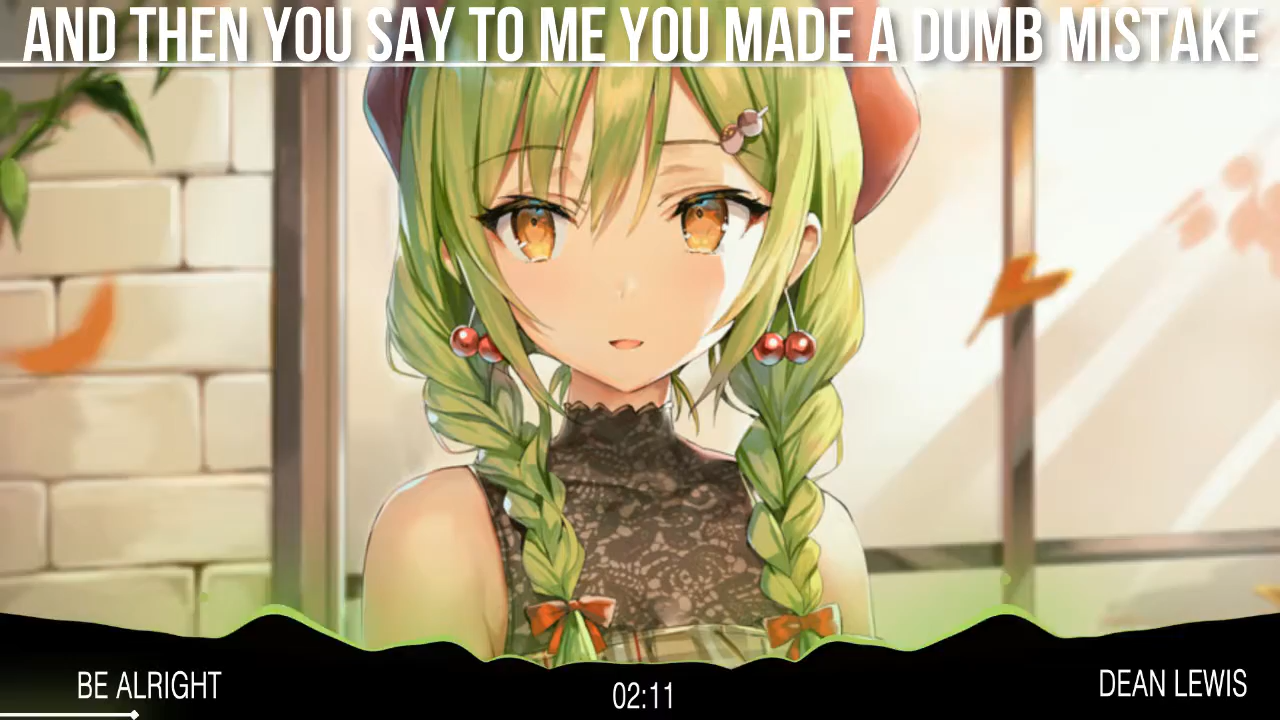 AND THEN YOU SAY TO ME YOU MADE A DUMB MISTAKE
BE ALRIGHT
02:11
DEAN LEWIS